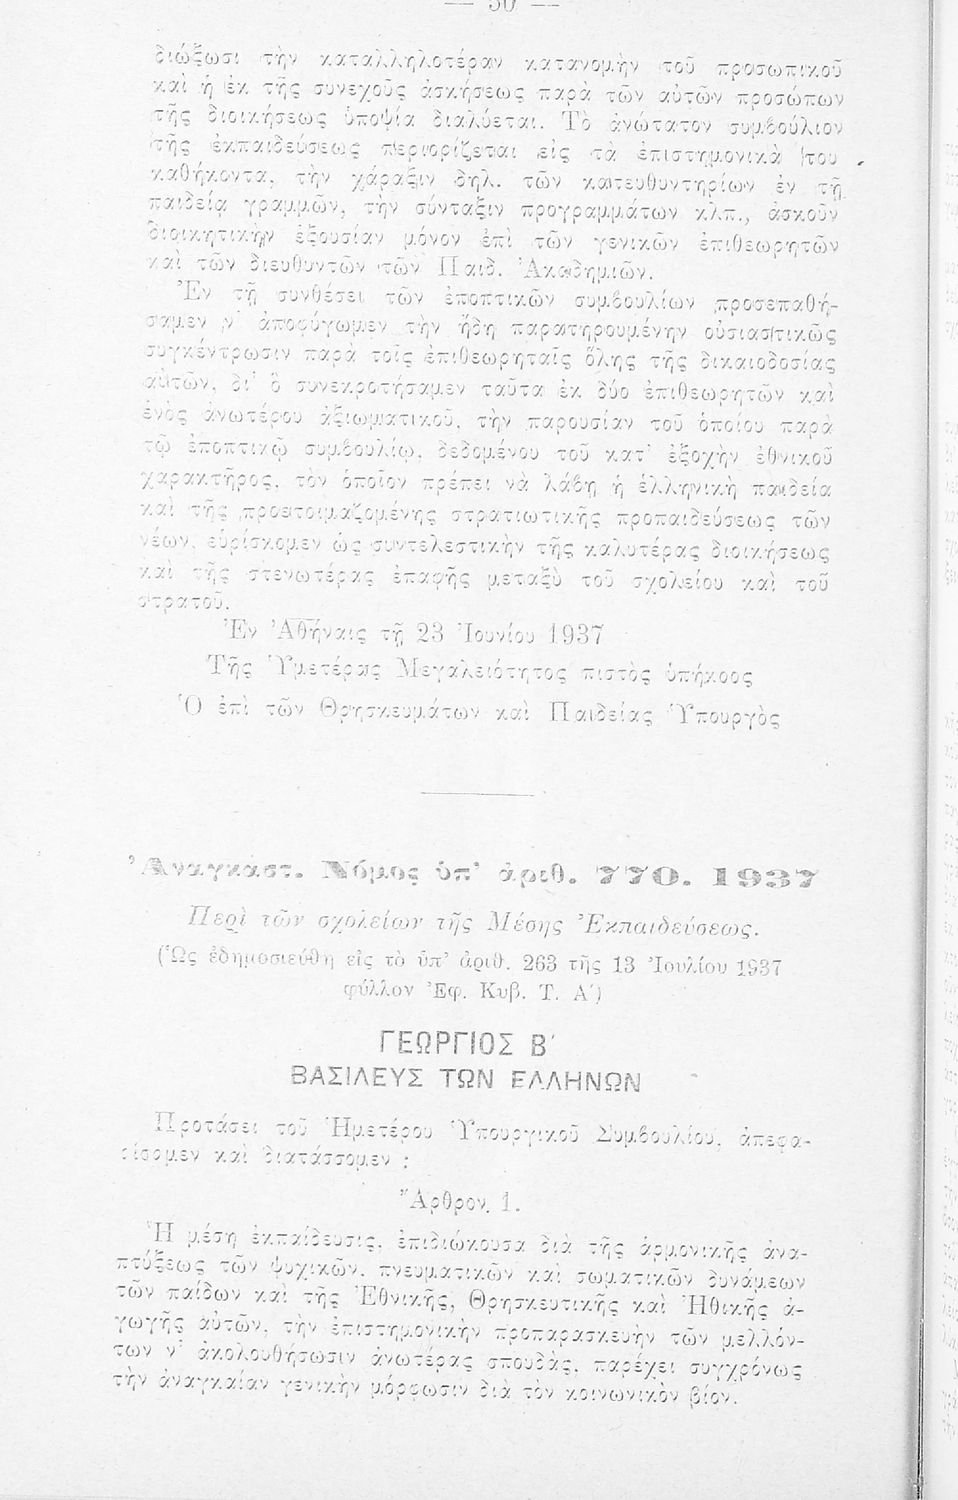 — 50 —
διώξωσι τὴν καταλληλοτέραν κατανομὴν τοῦ προσωπικοῦ
καὶ ἡ ἐκ τῆς συνεχοῦς ἀσκήσεως παρὰ τῶν αὐτῶν προσώπων
τῆς διοικήσεως ὑποψία διαλύεται. Τὸ ἀνώτατον συμβούλιον
τῆς ἐκπαιδεύσεως περιορίζεται εἰς τὰ ἐπιστημονικὰ του
καθήκοντα, τὴν χάραξιν δηλ. τῶν κατευθυντηρίων ἐν τῇ
παιδείᾳ γραμμῶν, τὴν σύνταξιν προγραμμάτων κλπ., ἀσκοῦν
διοικητικὴν ἐξουσίαν μόνον ἐπὶ τῶν γενικῶν ἐπιθεωρητῶν
καὶ τῶν διευθυντῶν τῶν Παιδ. Ἀκαδημιῶν.
Ἐν τῇ συνθέσει τῶν ἐποπτικῶν συμβουλίων προσεπαθή-
σαμεν ν' ἀποφύγωμεν τὴν ἤδη παρατηρουμένην οὐσιαστικῶς
συγκέντρωσιν παρὰ τοῖς ἐπιθεωρηταῖς ὅλης τῆς δικαιοδοσίας
αὐτῶν, δι' ὃ συνεκροτήσαμεν ταῦτα ἐκ δύο ἐπιθεωρητῶν καὶ
ἑνὸς ἀνωτέρου ἀξιωματικοῦ, τὴν παρουσίαν τοῦ ὁποίου παρὰ
τῷ ἐποπτικῷ συμβουλίῳ, δεδομένου τοῦ κατ' ἐξοχὴν ἐθνικοῦ
χαρακτῆρος, τὸν ὁποῖον πρέπει νὰ λάβῃ ἡ ἑλληνικὴ παιδεία
καὶ τῆς προετοιμαζομένης στρατιωτικῆς προπαιδεύσεως τῶν
νέων, εὑρίσκομεν ὡς συντελεστικὴν τῆς καλυτέρας διοικήσεως
καὶ τῆς στενωτέρας ἐπαφῆς μεταξὺ τοῦ σχολείου καὶ τοῦ
στρατοῦ.
Ἐν Ἀθήναις τῇ 23 Ἰουνίου 1937
Τῆς Ὑμετέρας Μεγαλειότητος πιστὸς ὑπήκοος
Ὁ ἐπὶ τῶν Θρησκευμάτων καὶ Παιδείας Ὑπουργὸς
Ἀναγκαστ. Νόμος ὑπ' ἀριθ. 770. 1937
Περὶ τῶν σχολείων τῆς Μέσης Ἐκπαιδεύσεως.
(Ὡς ἐδημοσιεύθη εἰς τὸ ὑπ' ἀριθ. 263 τῆς 13 Ἰουλίου 1937
φύλλον Ἐφ. Κυβ. Τ. Α΄)
ΓΕΩΡΓΙΟΣ Β΄
ΒΑΣΙΛΕΥΣ ΤΩΝ ΕΛΛΗΝΩΝ
Προτάσει τοῦ Ἡμετέρου Ὑπουργικοῦ Συμβουλίου, ἀπεφα-
σίσαμεν καὶ διατάσσομεν :
Ἄρθρον. 1.
Ἡ μέση ἐκπαίδευσις, ἐπιδιώκουσα διὰ τῆς ἁρμονικῆς ἀνα-
πτύξεως τῶν ψυχικῶν, πνευματικῶν καὶ σωματικῶν δυνάμεων
τῶν παίδων καὶ τῆς Ἐθνικῆς, Θρησκευτικῆς καὶ Ἠθικῆς ἀ-
γωγῆς αὐτῶν, τὴν ἐπιστημονικὴν προπαρασκευὴν τῶν μελλόν-
των ν' ἀκολουθήσωσιν ἀνωτέρας σπουδὰς, παρέχει συγχρόνως
τὴν ἀναγκαίαν γενικὴν μόρφωσιν διὰ τὸν κοινωνικὸν βίον.